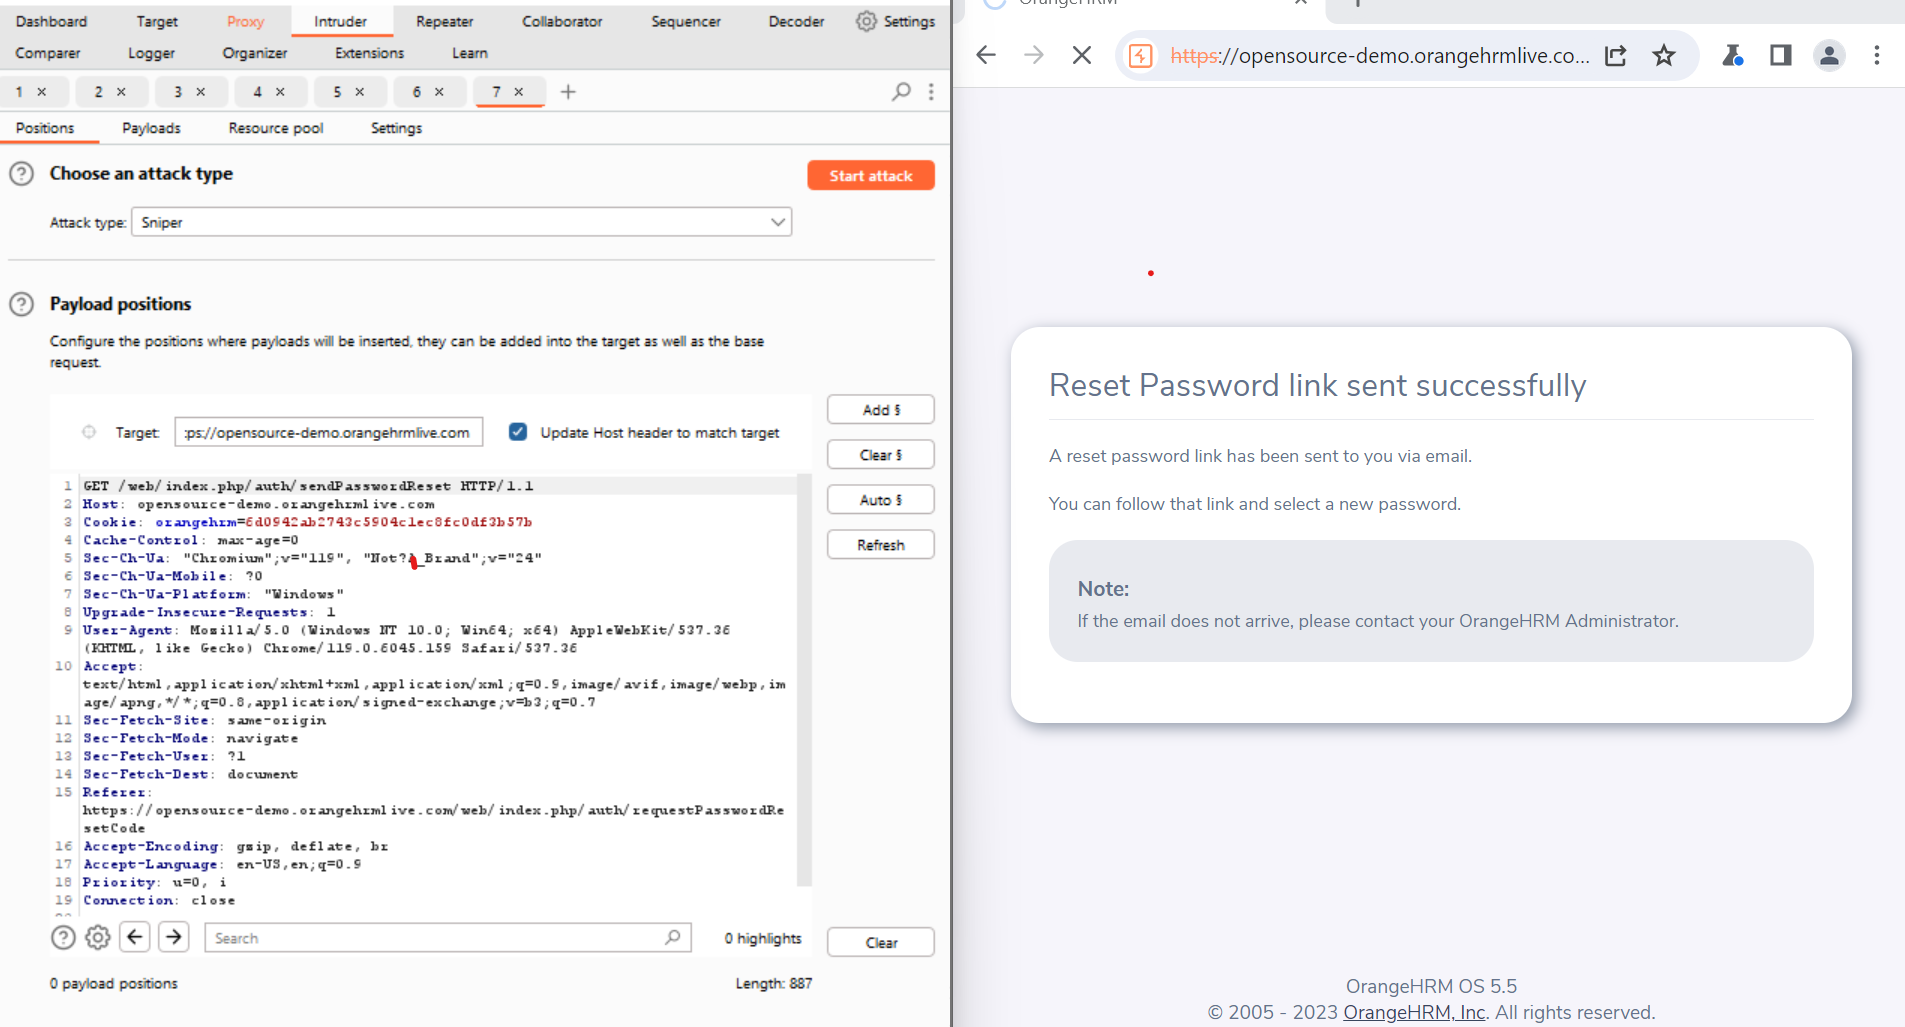 Dashboard Target Proxy Intruder Repeater Collaborator Sequencer Decoder Settings
Comparer Logger Organizer Extensions Learn
1 × 2 × 3 × 4 × 5 × 6 × 7 × +
Positions Payloads Resource pool Settings
? Choose an attack type
Start attack
Attack type: Sniper
? Payload positions
Configure the positions where payloads will be inserted, they can be added into the target as well as the base
request.
Target: ps://opensource-demo.orangehrmlive.com Update Host header to match target
Add §
Clear §
Auto §
Refresh
1 GET /web/index.php/auth/sendPasswordReset HTTP/1.1
2 Host: opensource-demo.orangehrmlive.com
3 Cookie: orangehrm=6d0942ab2743c5904c1ec8fc0df3b57b
4 Cache-Control: max-age=0
5 Sec-Ch-Ua: "Chromium";v="119", "Not?A_Brand";v="24"
6 Sec-Ch-Ua-Mobile: ?0
7 Sec-Ch-Ua-Platform: "Windows"
8 Upgrade-Insecure-Requests: 1
9 User-Agent: Mozilla/5.0 (Windows NT 10.0; Win64; x64) AppleWebKit/537.36
(KHTML, like Gecko) Chrome/119.0.6045.159 Safari/537.36
10 Accept:
text/html,application/xhtml+xml,application/xml;q=0.9,image/avif,image/webp,im
age/apng,*/*;q=0.8,application/signed-exchange;v=b3;q=0.7
11 Sec-Fetch-Site: same-origin
12 Sec-Fetch-Mode: navigate
13 Sec-Fetch-User: ?1
14 Sec-Fetch-Dest: document
15 Referer:
https://opensource-demo.orangehrmlive.com/web/index.php/auth/requestPasswordRe
setCode
16 Accept-Encoding: gzip, deflate, br
17 Accept-Language: en-US,en;q=0.9
18 Priority: u=0, i
19 Connection: close
? Search 0 highlights
Clear
0 payload positions Length: 887
OrangeHRM
https://opensource-demo.orangehrmlive.co...
Reset Password link sent successfully
A reset password link has been sent to you via email.
You can follow that link and select a new password.
Note:
If the email does not arrive, please contact your OrangeHRM Administrator.
OrangeHRM OS 5.5
© 2005 - 2023 OrangeHRM, Inc. All rights reserved.